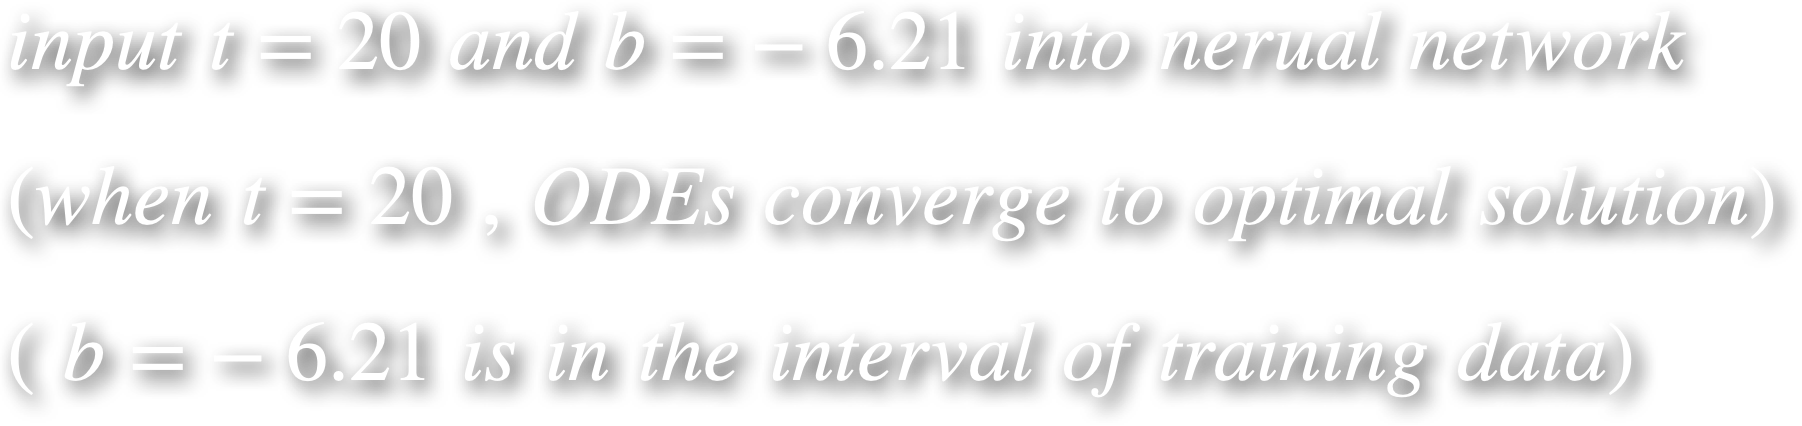 input t = 20 and b = − 6.21 into nerual network
(when t = 20 , ODEs converge to optimal solution)
( b = − 6.21 is in the interval of training data)